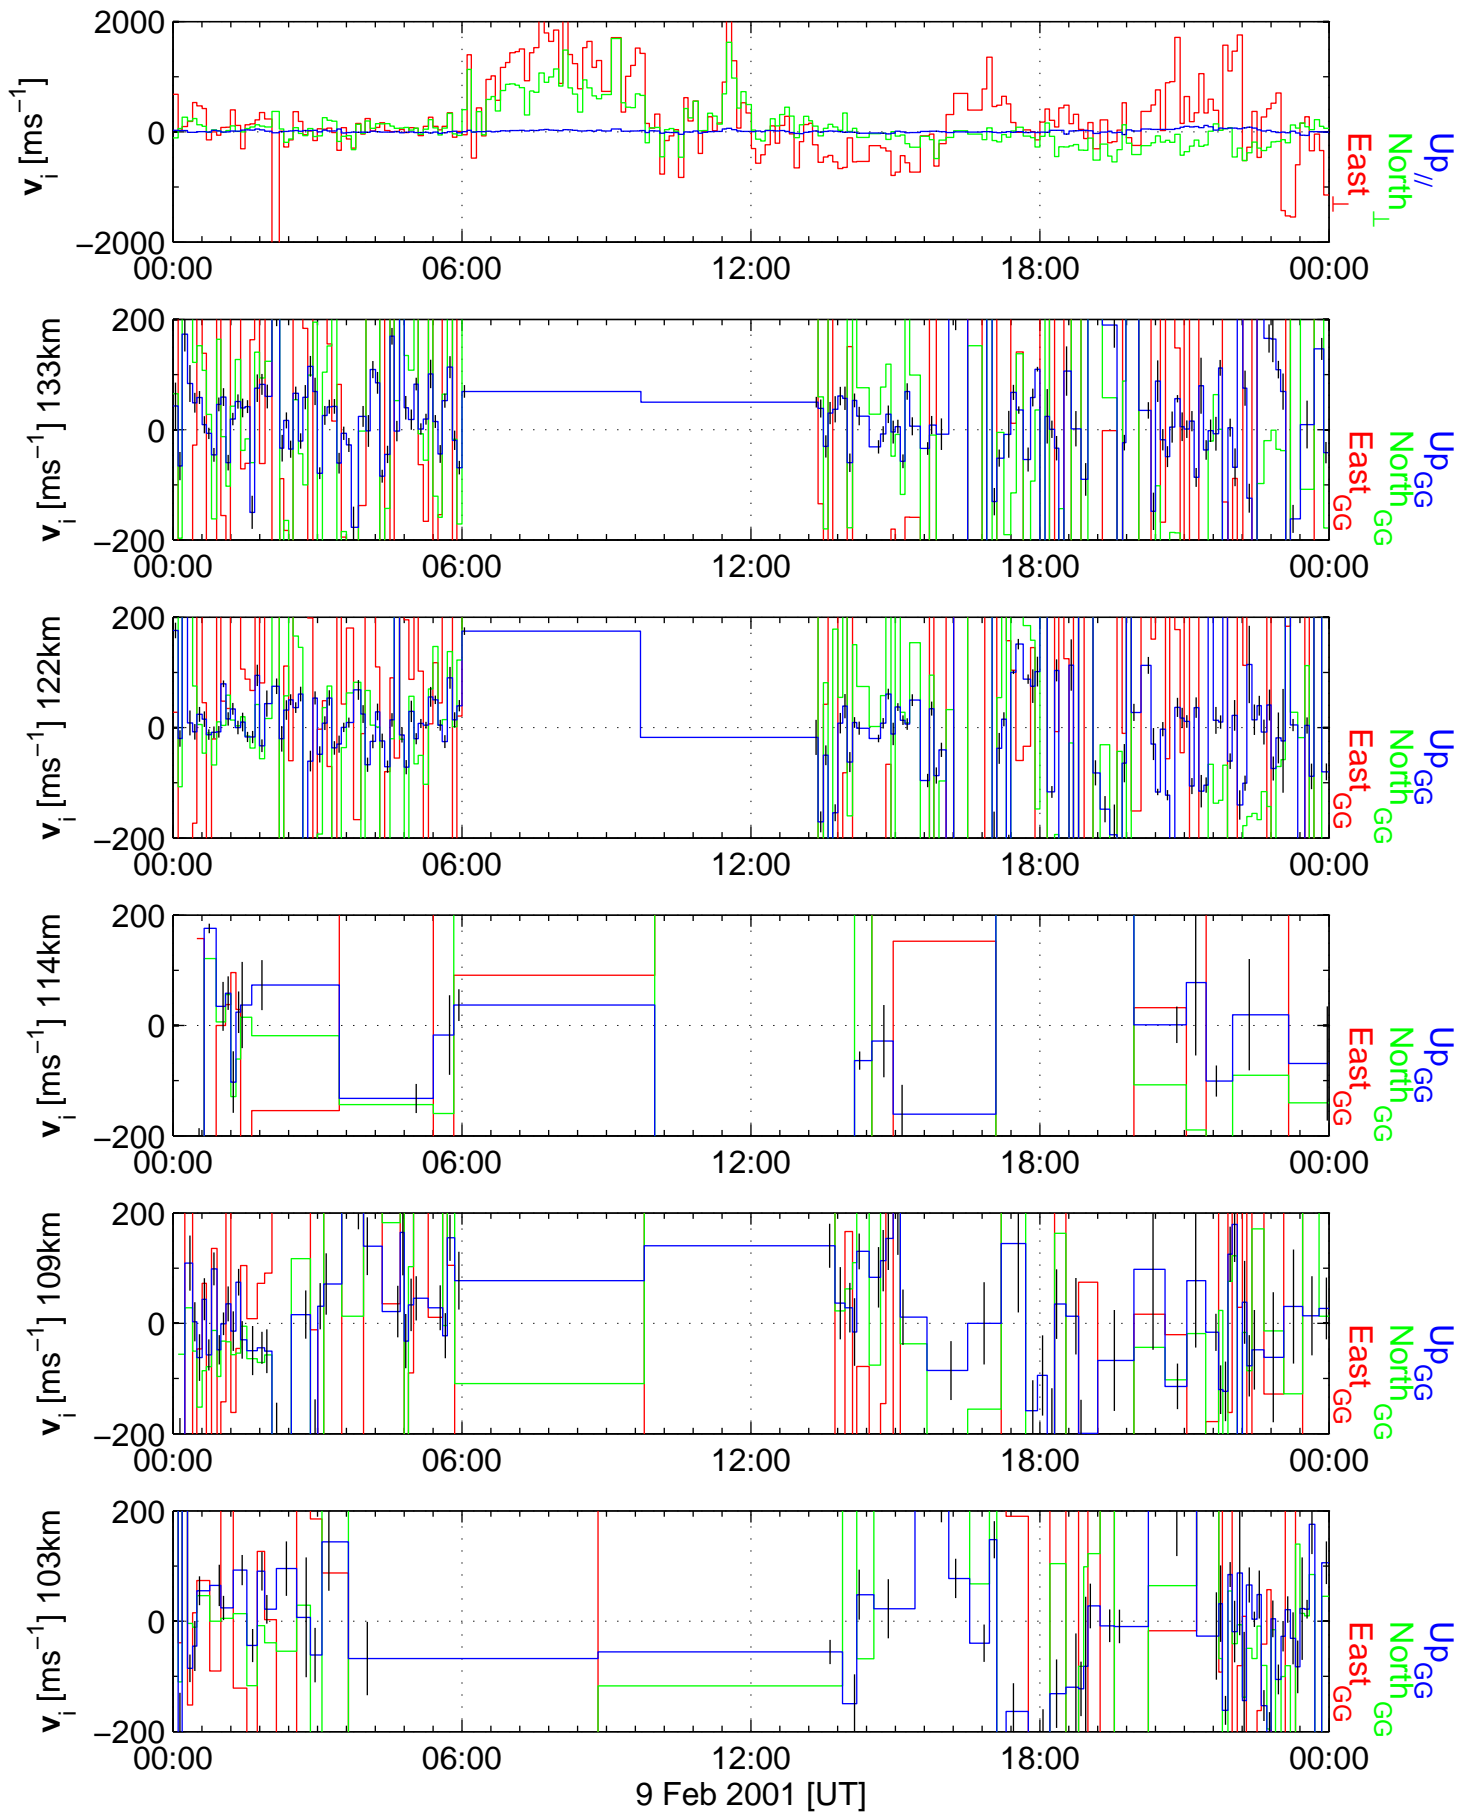 2000
0
−2000
v_i [ms⁻¹]
00:00 06:00 12:00 18:00 00:00
East_⊥
North_⊥
Up_//
200
0
−200
v_i [ms⁻¹] 133km
00:00 06:00 12:00 18:00 00:00
East_GG
North_GG
Up_GG
200
0
−200
v_i [ms⁻¹] 122km
00:00 06:00 12:00 18:00 00:00
East_GG
North_GG
Up_GG
200
0
−200
v_i [ms⁻¹] 114km
00:00 06:00 12:00 18:00 00:00
East_GG
North_GG
Up_GG
200
0
−200
v_i [ms⁻¹] 109km
00:00 06:00 12:00 18:00 00:00
East_GG
North_GG
Up_GG
200
0
−200
v_i [ms⁻¹] 103km
00:00 06:00 12:00 18:00 00:00
East_GG
North_GG
Up_GG
9 Feb 2001 [UT]